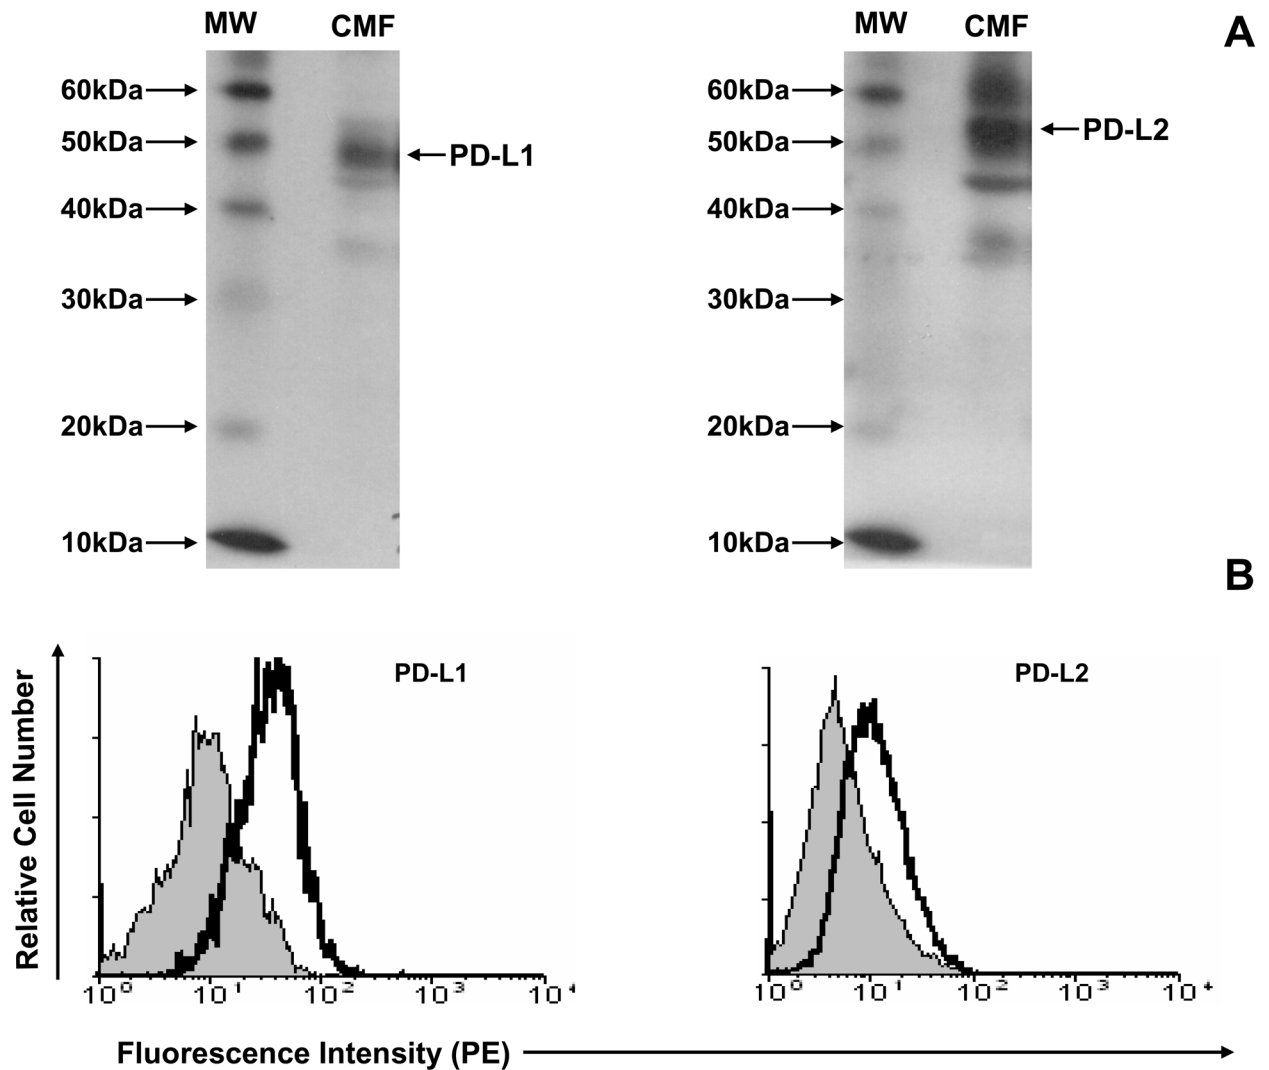 MW CMF MW CMF A
60kDa 60kDa
50kDa PD-L1 50kDa PD-L2
40kDa 40kDa
30kDa 30kDa
20kDa 20kDa
10kDa 10kDa
B
Relative Cell Number
PD-L1 PD-L2
10⁰ 10¹ 10² 10³ 10⁴ 10⁰ 10¹ 10² 10³ 10⁴
Fluorescence Intensity (PE)